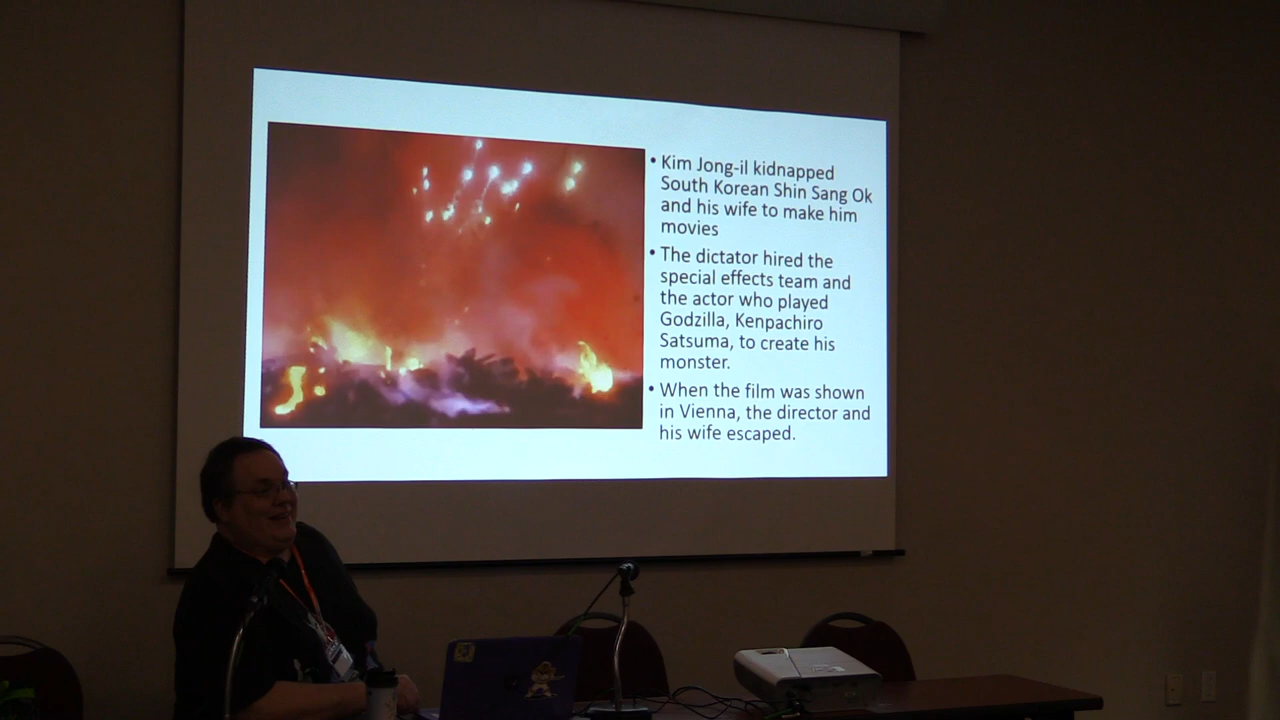 • Kim Jong-il kidnapped
South Korean Shin Sang Ok
and his wife to make him
movies
• The dictator hired the
special effects team and
the actor who played
Godzilla, Kenpachiro
Satsuma, to create his
monster.
• When the film was shown
in Vienna, the director and
his wife escaped.